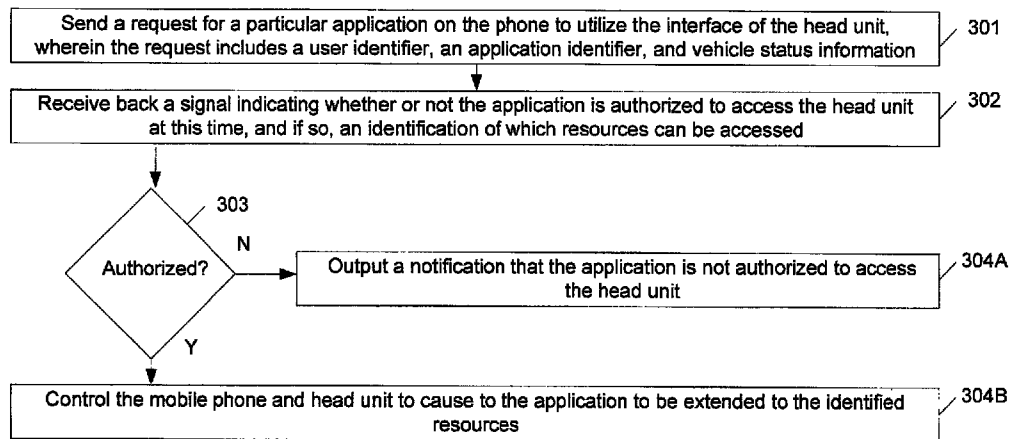 Send a request for a particular application on the phone to utilize the interface of the head unit,
wherein the request includes a user identifier, an application identifier, and vehicle status information
301
Receive back a signal indicating whether or not the application is authorized to access the head unit
at this time, and if so, an identification of which resources can be accessed
302
303
Authorized?
N
Output a notification that the application is not authorized to access
the head unit
304A
Y
Control the mobile phone and head unit to cause to the application to be extended to the identified
resources
304B